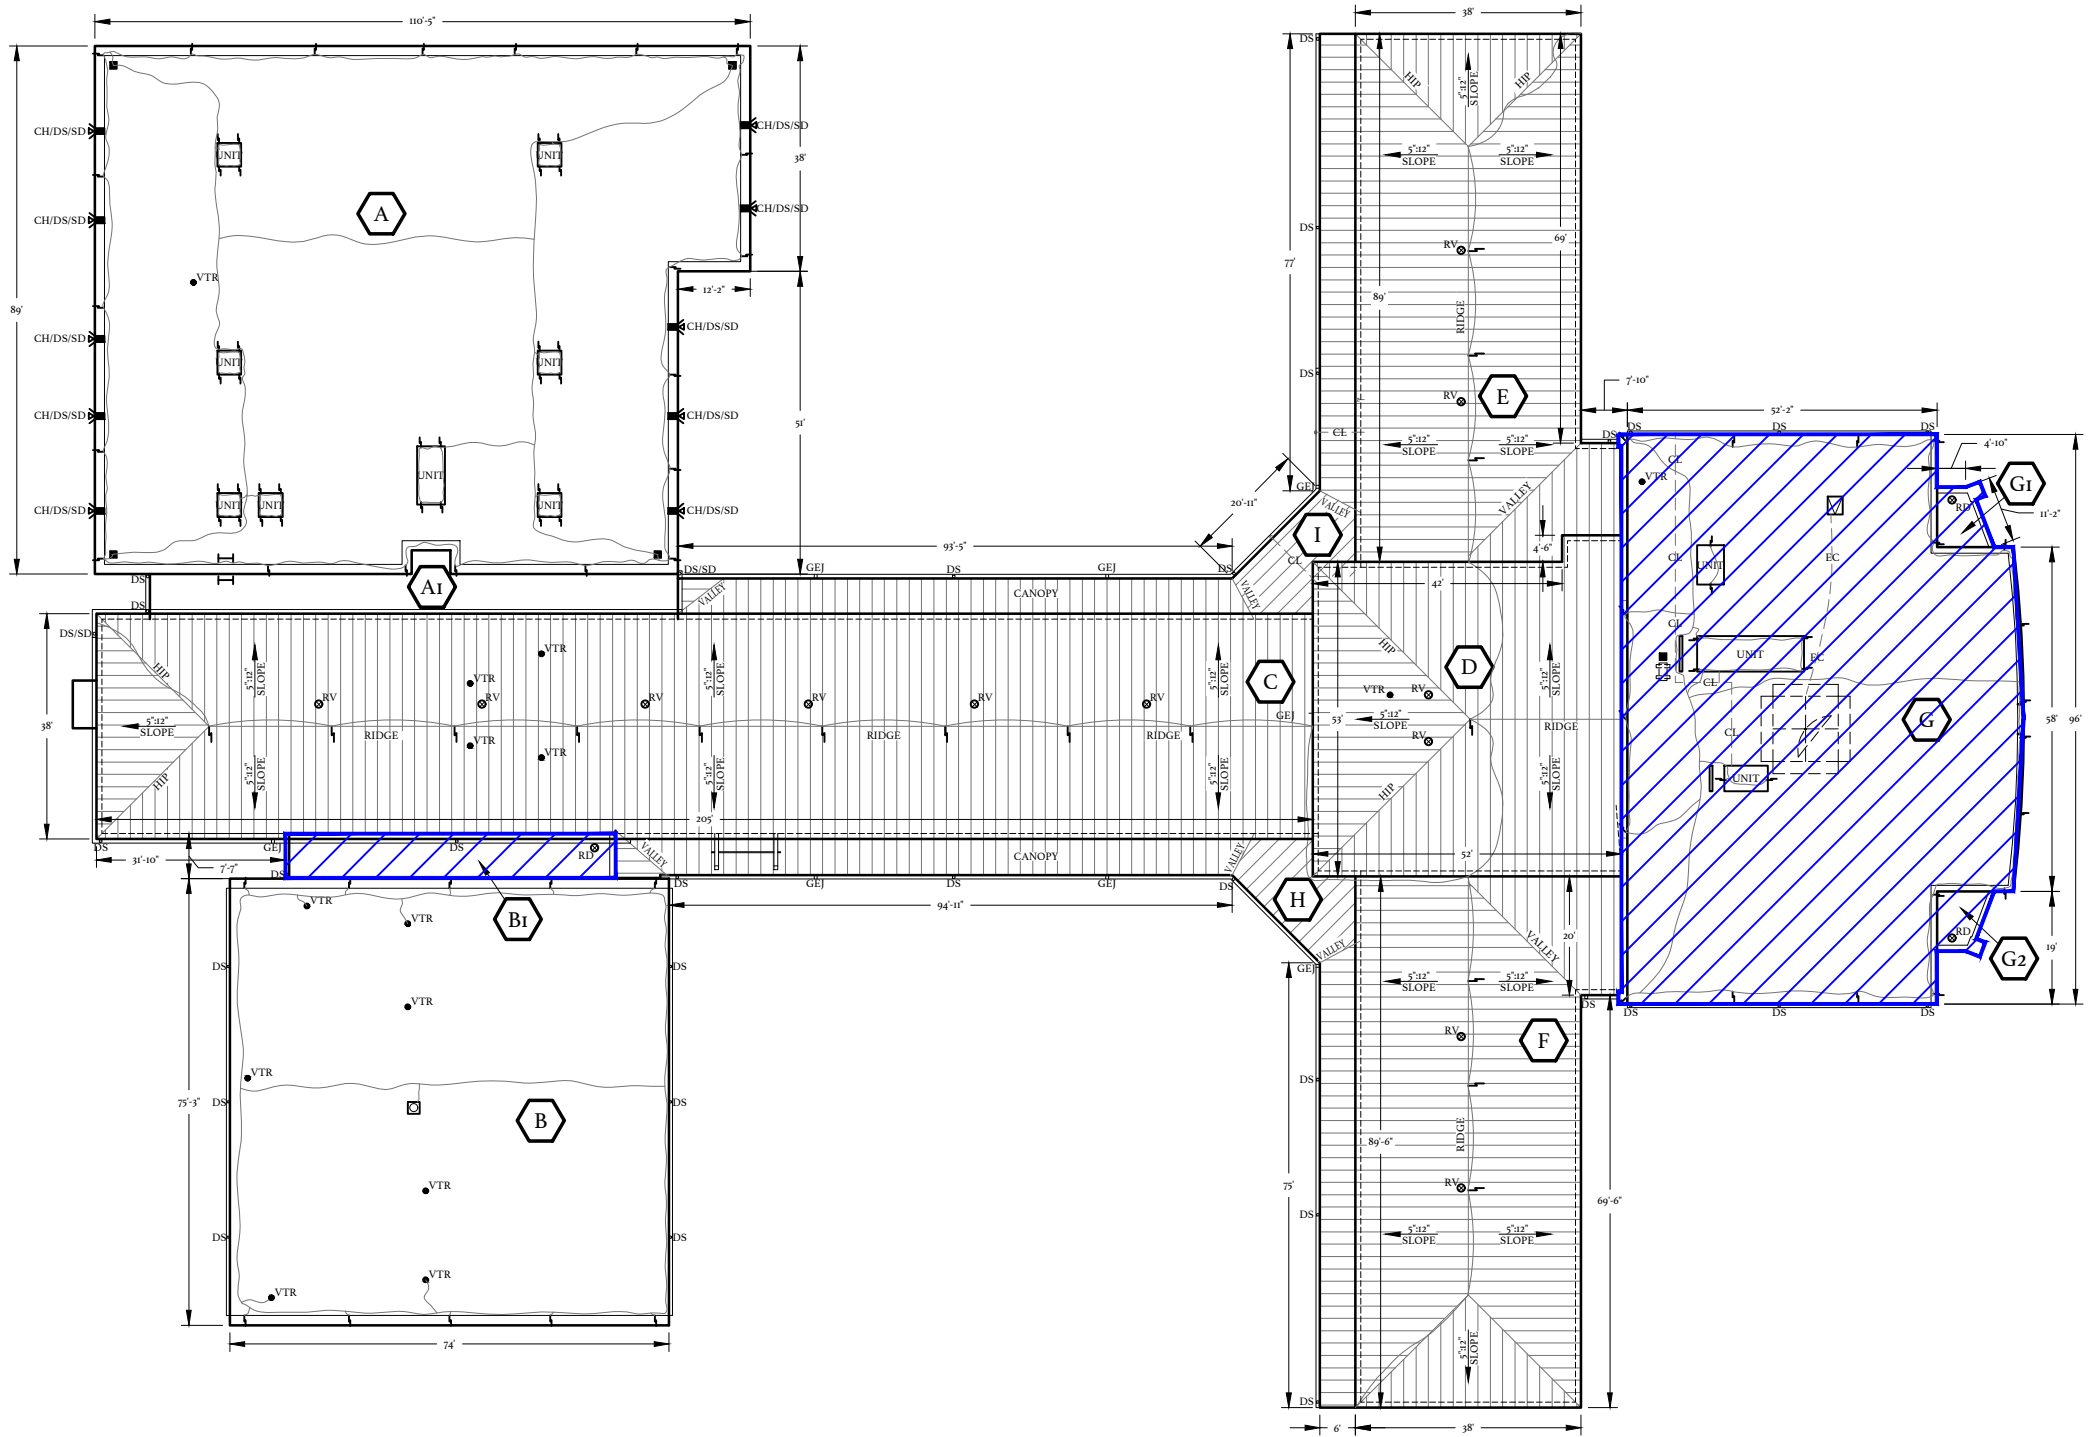 110'-5"
38'
DS
HIP
HIP
5":12"
SLOPE
CH/DS/SD
CH/DS/SD
UNIT
UNIT
38'
5":12"
SLOPE
5":12"
SLOPE
A
CH/DS/SD
CH/DS/SD
DS
RV
69'
77'
VTR
12'-2"
89'
89'
RIDGE
CH/DS/SD
CH/DS/SD
UNIT
UNIT
DS
7'-10"
E
RV
CH/DS/SD
CH/DS/SD
51'
52'-2"
CL
5":12"
SLOPE
5":12"
SLOPE
DS
DS
DS
DS
4'-10"
CL
UNIT
GEJ
VALLEY
VTR
G1
20'-11"
VALLEY
RD
11'-2"
UNIT
UNIT
UNIT
CH/DS/SD
CH/DS/SD
I
93'-5"
4'-6"
CL
CL
EC
UNIT
DS
A1
DS/SD
GEJ
DS
GEJ
DS
42'
VALLEY
CANOPY
VALLEY
DS
CL
DS/SD
HIP
5":12"
SLOPE
VTR
5":12"
SLOPE
5":12"
SLOPE
HIP
D
5":12"
SLOPE
UNIT
EC
C
VTR
RV
RV
RV
RV
RV
RV
VTR
RV
CL
38'
5":12"
SLOPE
RIDGE
RIDGE
RIDGE
GEJ
53'
5":12"
SLOPE
RIDGE
CL
G
58'
96'
VTR
VTR
RV
HIP
5":12"
SLOPE
5":12"
SLOPE
5":12"
SLOPE
HIP
5":12"
SLOPE
UNIT
205'
DS
GEJ
DS
RD
VALLEY
CANOPY
VALLEY
52'
31'-10"
7'-7"
DS
DS
GEJ
DS
GEJ
DS
VTR
B1
VTR
94'-11"
H
20'
VALLEY
VALLEY
RD
19'
G2
DS
DS
GEJ
5":12"
SLOPE
5":12"
SLOPE
VTR
DS
DS
DS
DS
RV
F
VTR
DS
75'-3"
DS
DS
B
RIDGE
89'-6"
VTR
RV
75'
69'-6"
DS
DS
DS
5":12"
SLOPE
5":12"
SLOPE
VTR
VTR
5":12"
SLOPE
74'
DS
6'
38'